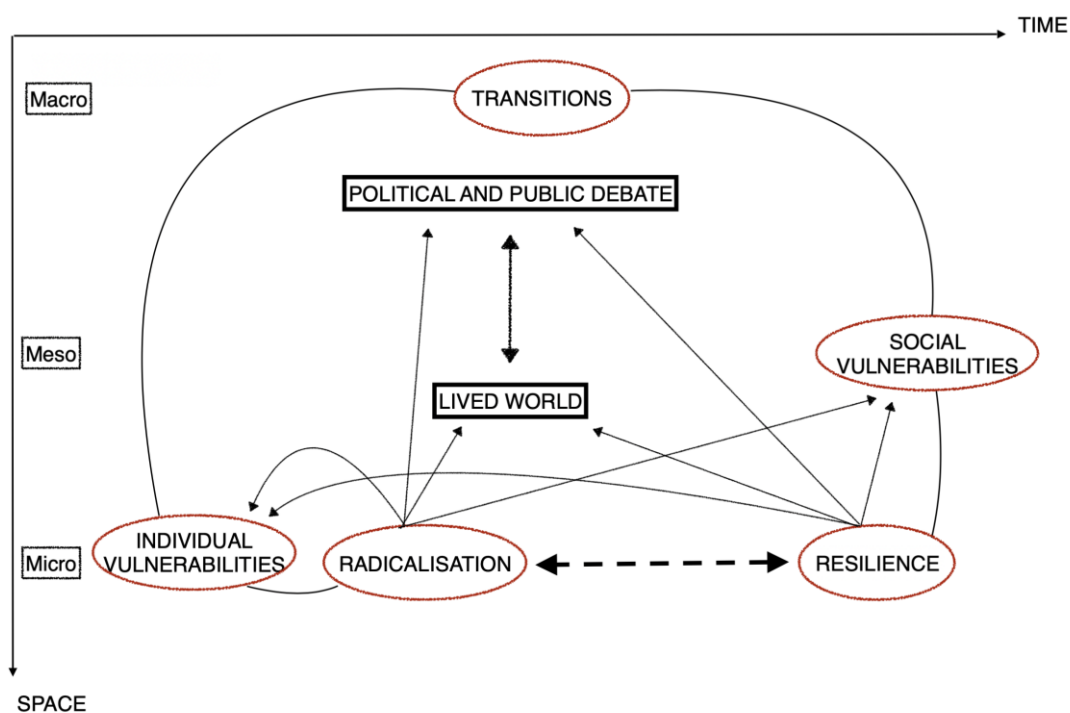 TIME
Macro
TRANSITIONS
POLITICAL AND PUBLIC DEBATE
Meso
SOCIAL
VULNERABILITIES
LIVED WORLD
INDIVIDUAL
VULNERABILITIES
Micro
RADICALISATION
RESILIENCE
SPACE